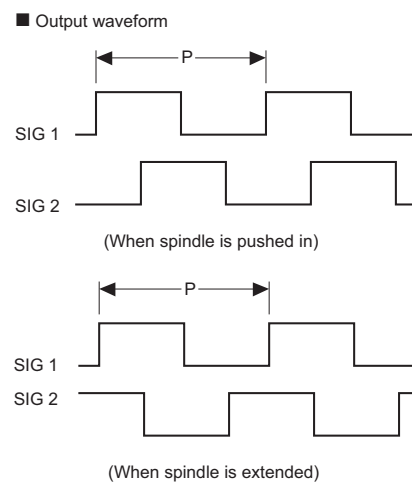 ■ Output waveform
P
SIG 1
SIG 2
(When spindle is pushed in)
P
SIG 1
SIG 2
(When spindle is extended)